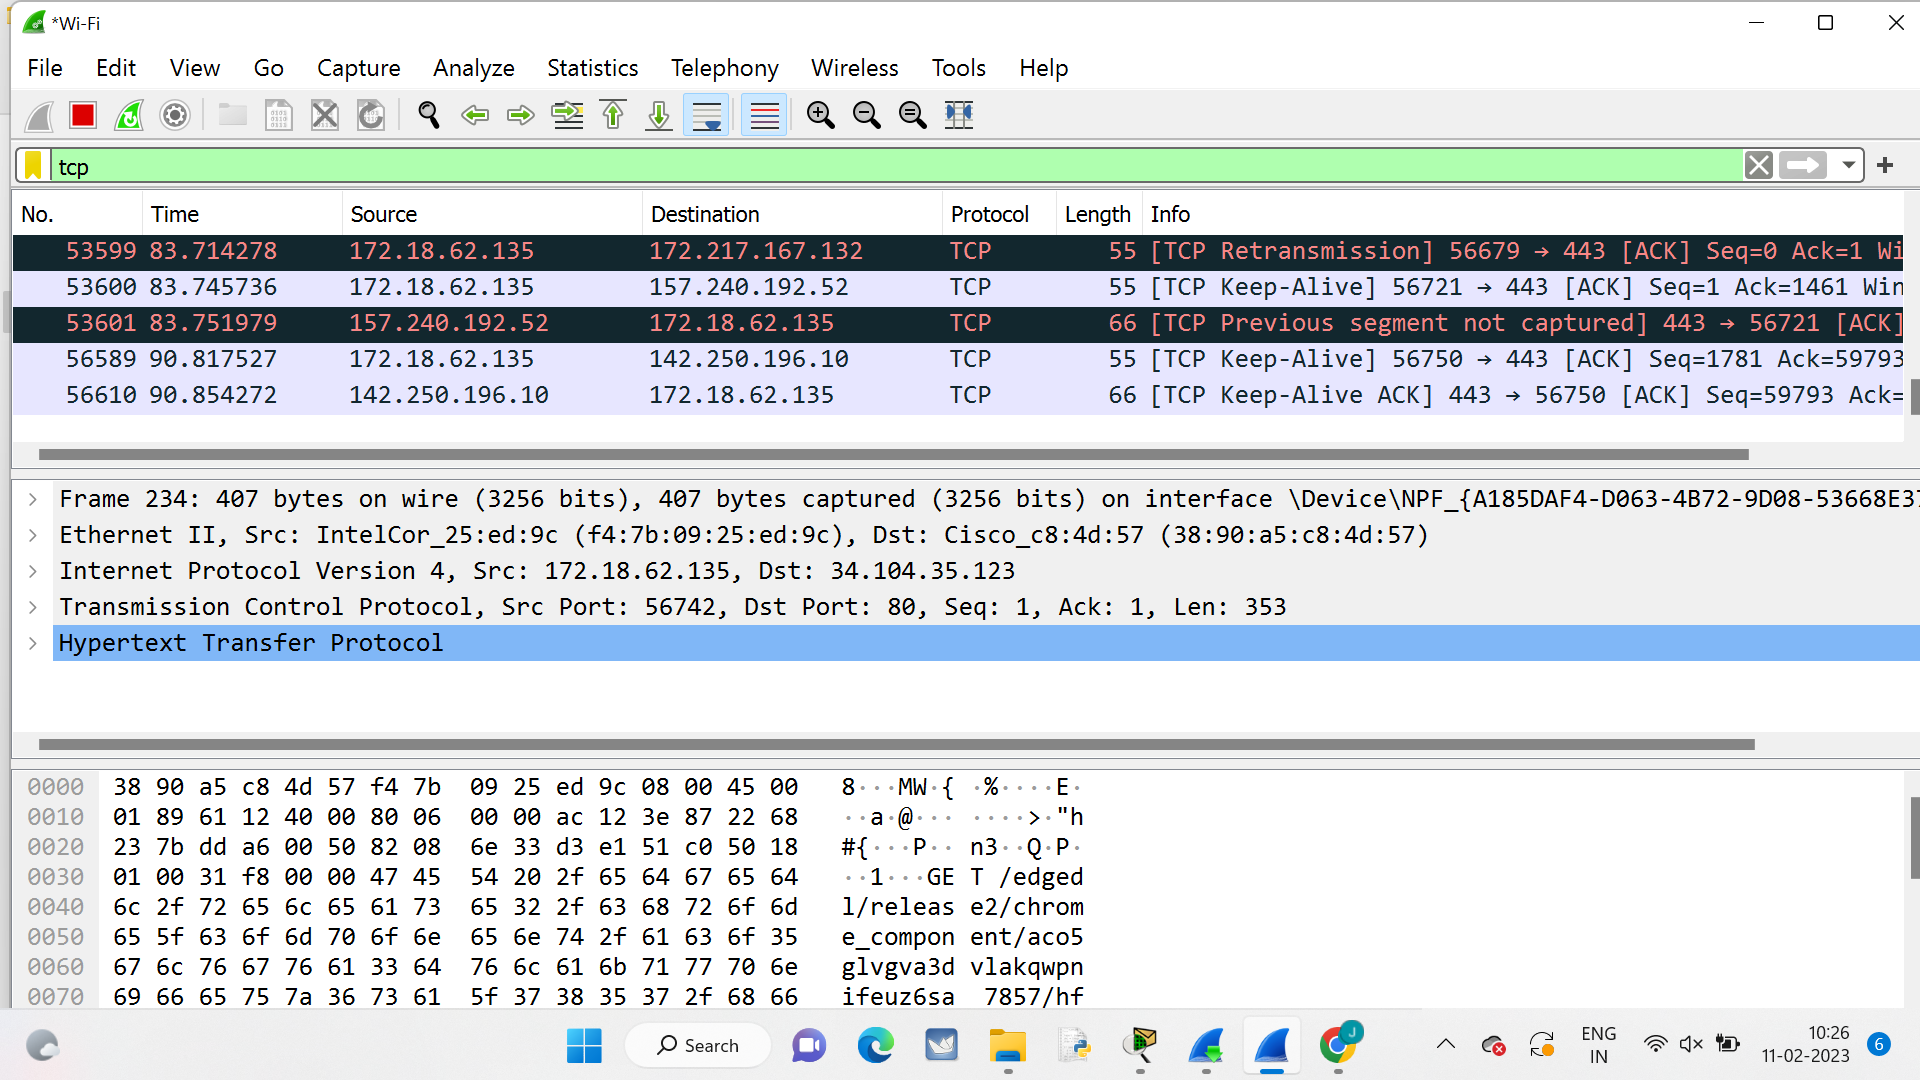 *Wi-Fi
File Edit View Go Capture Analyze Statistics Telephony Wireless Tools Help
tcp
No. Time Source Destination Protocol Length Info
53599 83.714278 172.18.62.135 172.217.167.132 TCP 55 [TCP Retransmission] 56679 → 443 [ACK] Seq=0 Ack=1 Wi
53600 83.745736 172.18.62.135 157.240.192.52 TCP 55 [TCP Keep-Alive] 56721 → 443 [ACK] Seq=1 Ack=1461 Win
53601 83.751979 157.240.192.52 172.18.62.135 TCP 66 [TCP Previous segment not captured] 443 → 56721 [ACK]
56589 90.817527 172.18.62.135 142.250.196.10 TCP 55 [TCP Keep-Alive] 56750 → 443 [ACK] Seq=1781 Ack=59793
56610 90.854272 142.250.196.10 172.18.62.135 TCP 66 [TCP Keep-Alive ACK] 443 → 56750 [ACK] Seq=59793 Ack=
Frame 234: 407 bytes on wire (3256 bits), 407 bytes captured (3256 bits) on interface \Device\NPF_{A185DAF4-D063-4B72-9D08-53668E37
Ethernet II, Src: IntelCor_25:ed:9c (f4:7b:09:25:ed:9c), Dst: Cisco_c8:4d:57 (38:90:a5:c8:4d:57)
Internet Protocol Version 4, Src: 172.18.62.135, Dst: 34.104.35.123
Transmission Control Protocol, Src Port: 56742, Dst Port: 80, Seq: 1, Ack: 1, Len: 353
Hypertext Transfer Protocol
0000 38 90 a5 c8 4d 57 f4 7b 09 25 ed 9c 08 00 45 00 8···MW·{ ·%····E·
0010 01 89 61 12 40 00 80 06 00 00 ac 12 3e 87 22 68 ··a·@··· ····>·"h
0020 23 7b dd a6 00 50 82 08 6e 33 d3 e1 51 c0 50 18 #{···P·· n3··Q·P·
0030 01 00 31 f8 00 00 47 45 54 20 2f 65 64 67 65 64 ··1···GE T /edged
0040 6c 2f 72 65 6c 65 61 73 65 32 2f 63 68 72 6f 6d l/releas e2/chrom
0050 65 5f 63 6f 6d 70 6f 6e 65 6e 74 2f 61 63 6f 35 e_compon ent/aco5
0060 67 6c 76 67 76 61 33 64 76 6c 61 6b 71 77 70 6e glvgva3d vlakqwpn
0070 69 66 65 75 7a 36 73 61 5f 37 38 35 37 2f 68 66 ifeuz6sa _7857/hf
Search
J
ENG
IN
10:26
11-02-2023
6